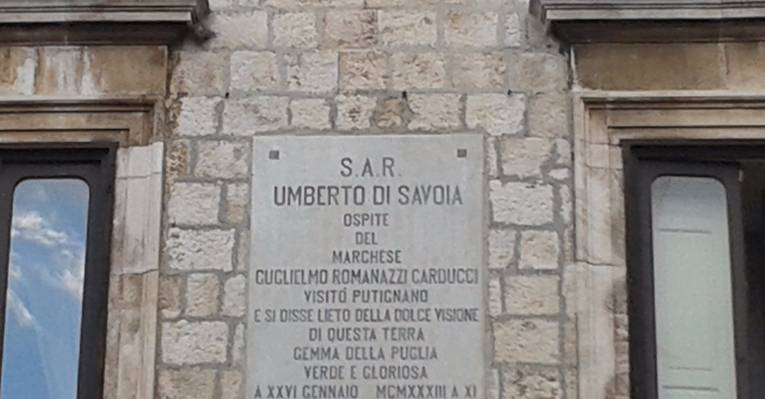 S.A.R.
UMBERTO DI SAVOIA
OSPITE
DEL
MARCHESE
GUGLIELMO ROMANAZZI CARDUCCI
VISITÓ PUTIGNANO
E SI DISSE LIETO DELLA DOLCE VISIONE
DI QUESTA TERRA
GEMMA DELLA PUGLIA
VERDE E GLORIOSA
A XXVI GENNAIO MCMXXXIII A XI